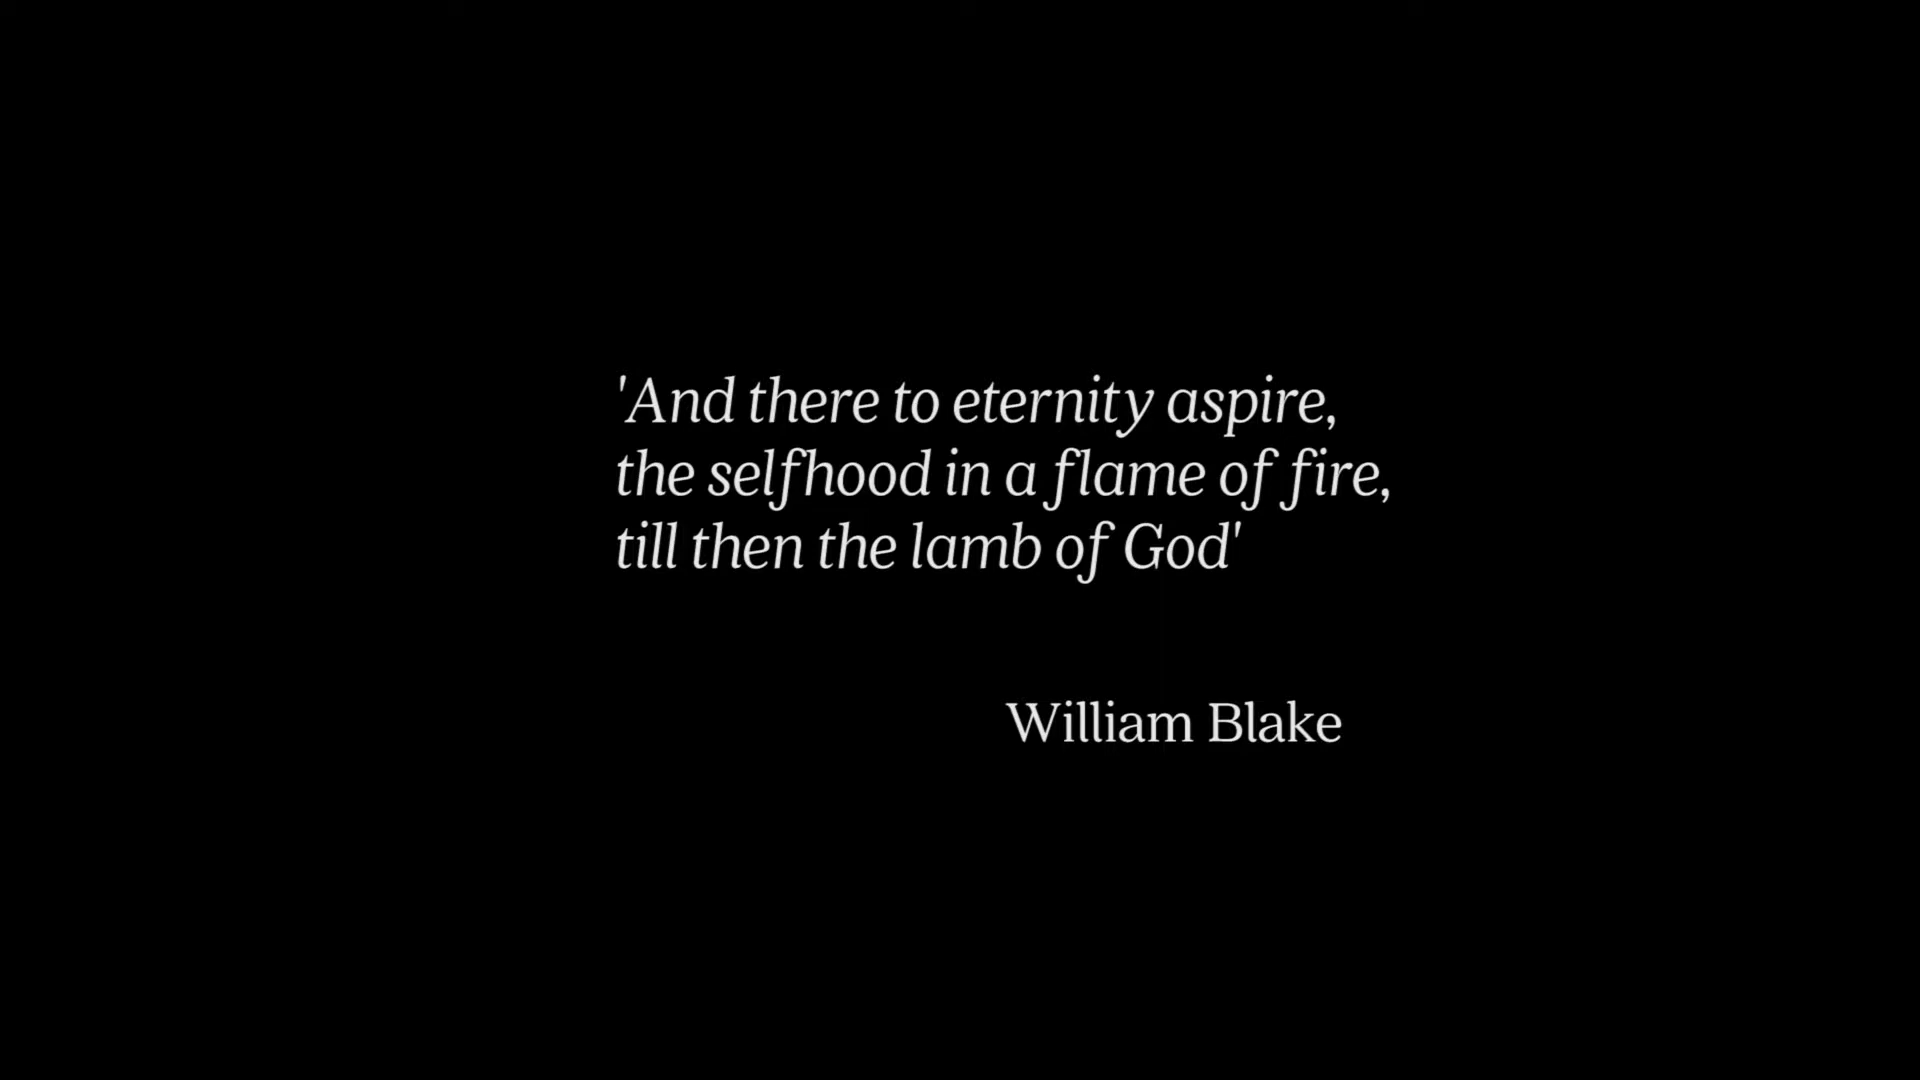 'And there to eternity aspire,
the selfhood in a flame of fire,
till then the lamb of God'
William Blake